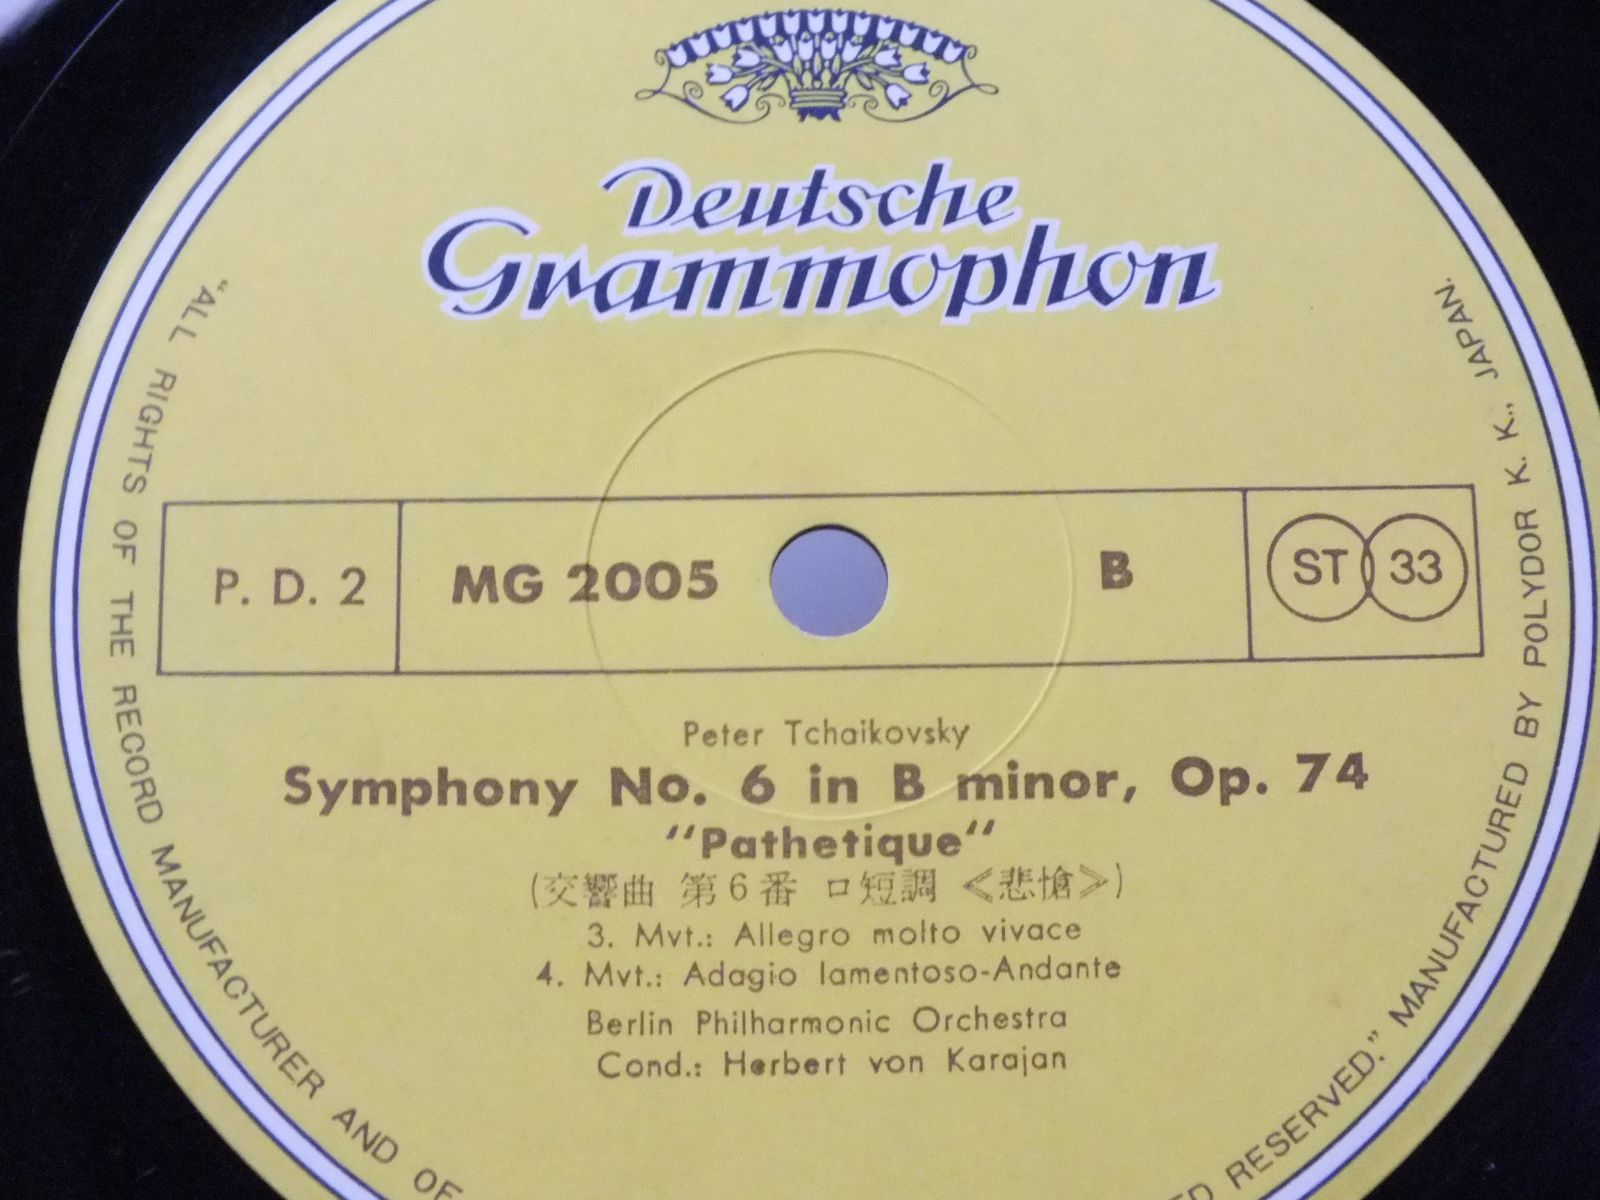 Deutsche
Grammophon
P. D. 2
MG 2005
B
ST 33
Peter Tchaikovsky
Symphony No. 6 in B minor, Op. 74
“Pathetique“
(交響曲 第6番 ロ短調 ≪悲愴≫)
3. Mvt.: Allegro molto vivace
4. Mvt.: Adagio lamentoso-Andante
Berlin Philharmonic Orchestra
Cond.: Herbert von Karajan
“ALL RIGHTS OF THE RECORD MANUFACTURER AND OF
RESERVED.” MANUFACTURED BY POLYDOR K. K., JAPAN.